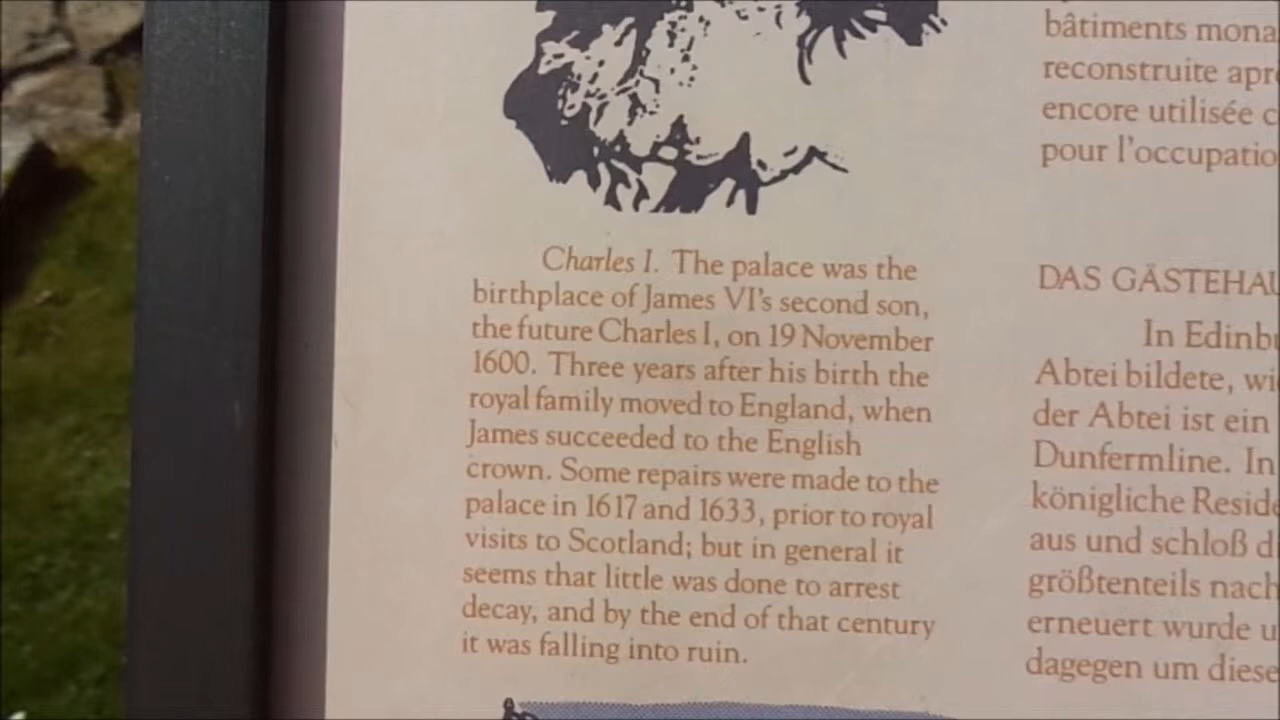 Charles I. The palace was the
birthplace of James VI's second son,
the future Charles I, on 19 November
1600. Three years after his birth the
royal family moved to England, when
James succeeded to the English
crown. Some repairs were made to the
palace in 1617 and 1633, prior to royal
visits to Scotland; but in general it
seems that little was done to arrest
decay, and by the end of that century
it was falling into ruin.
bâtiments mona
reconstruite apr
encore utilisée
pour l'occupatio
DAS GÄSTEHAU
In Edinbu
Abtei bildete, wi
der Abtei ist ein
Dunfermline. In
königliche Reside
aus und schloß d
größtenteils nach
erneuert wurde u
dagegen um diese